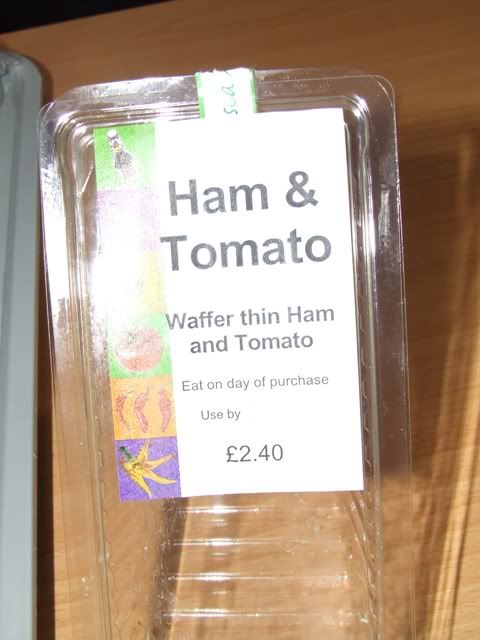 Ham &
Tomato
Waffer thin Ham
and Tomato
Eat on day of purchase
Use by
£2.40